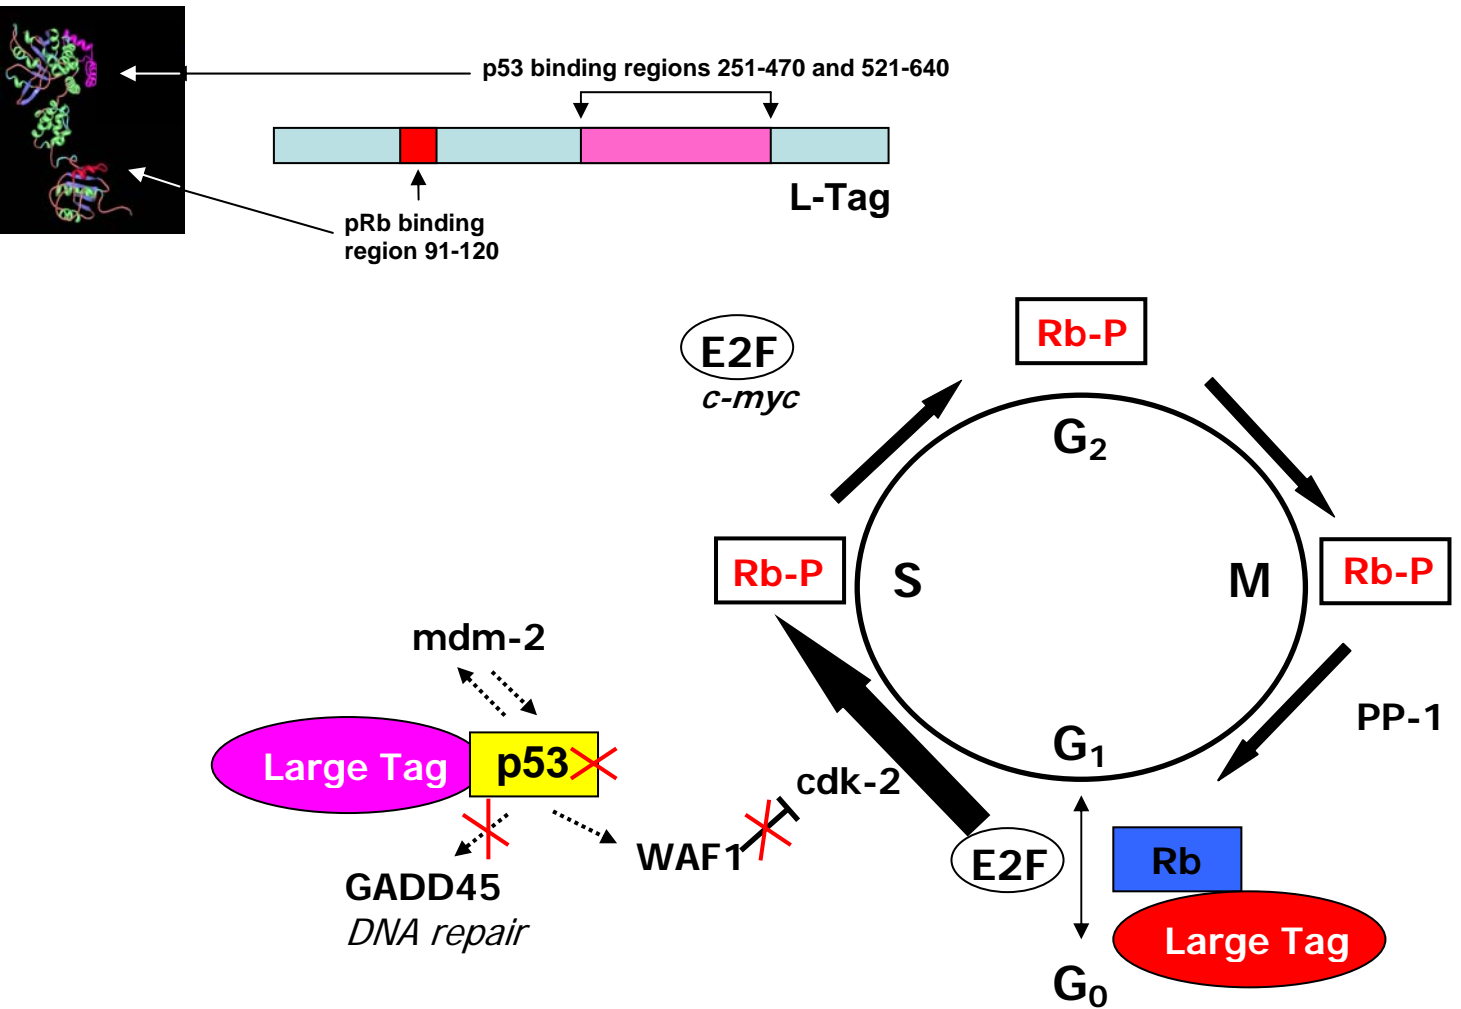 p53 binding regions 251-470 and 521-640
L-Tag
pRb binding
region 91-120
E2F
c-myc
Rb-P
G2
Rb-P
S
M
Rb-P
mdm-2
PP-1
G1
Large Tag
p53
cdk-2
WAF1
E2F
Rb
GADD45
DNA repair
Large Tag
G0